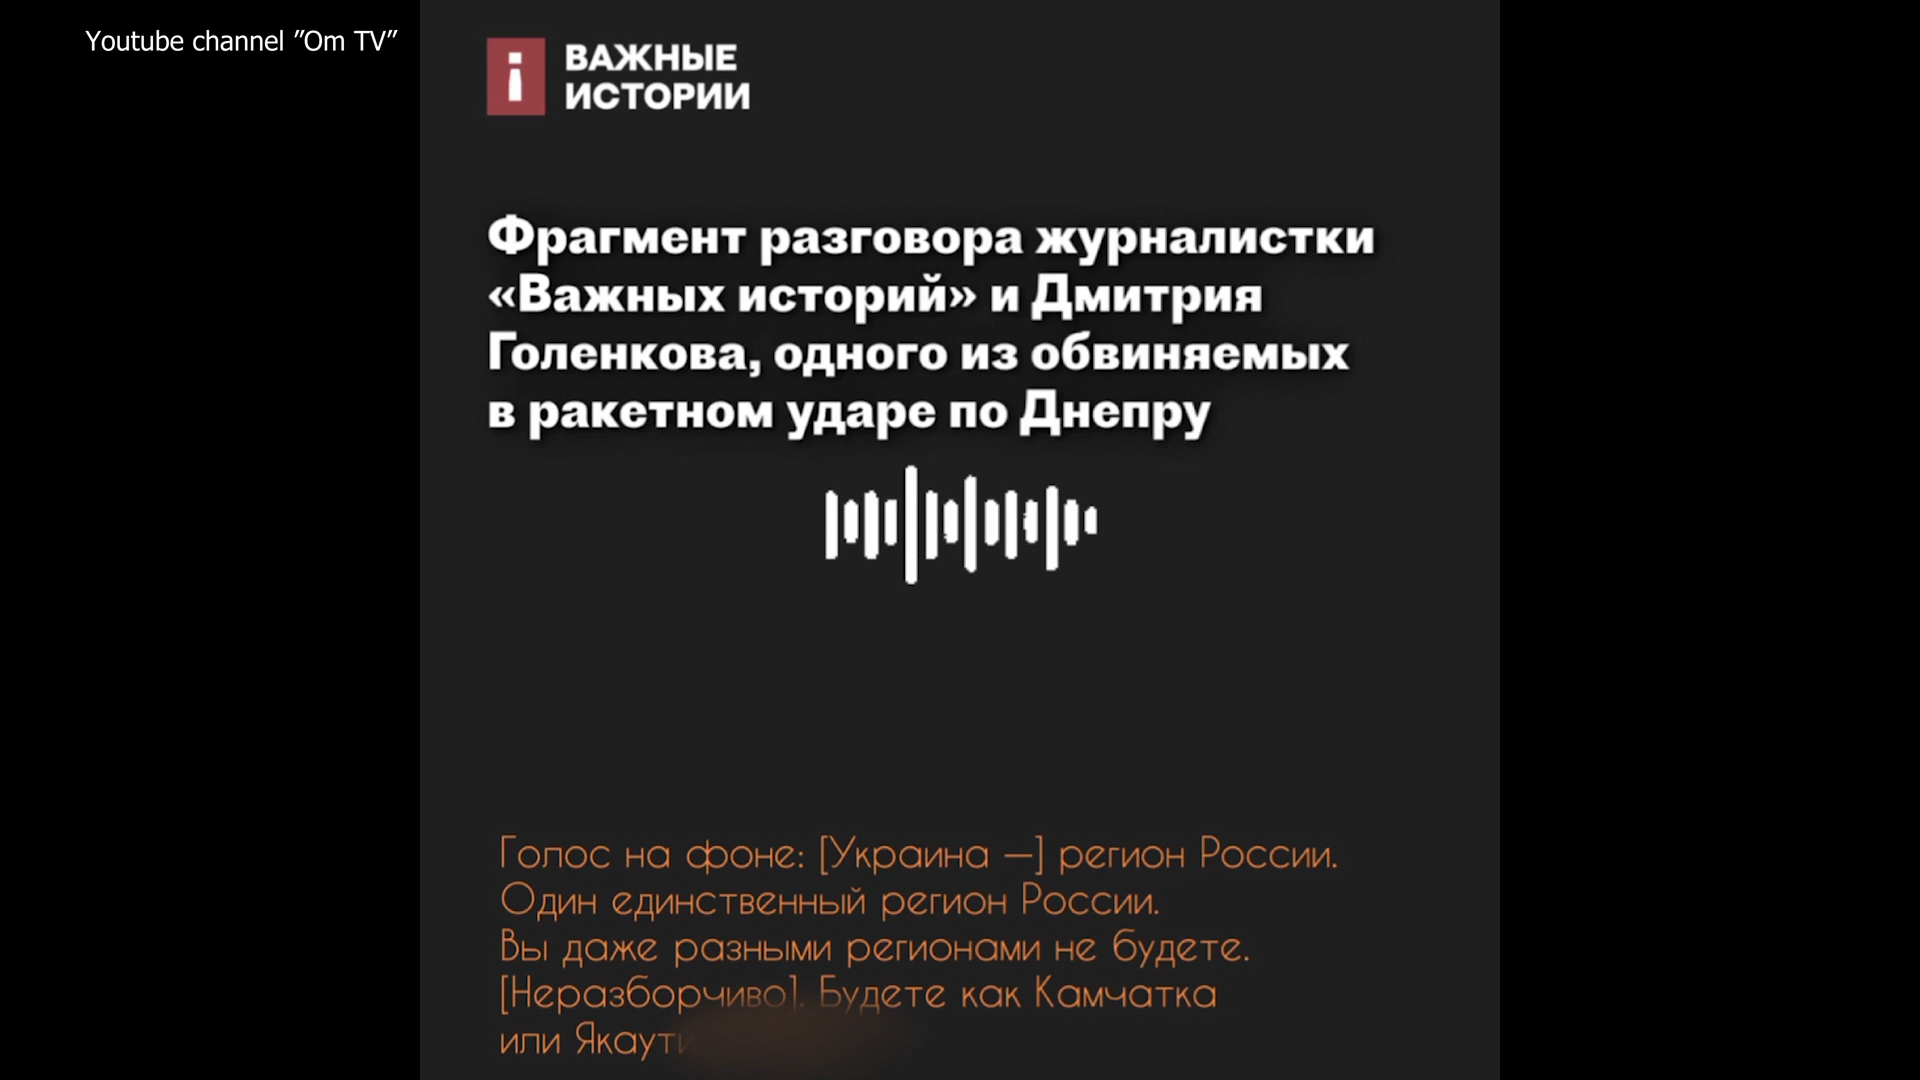 Youtube channel ”Om TV”
ВАЖНЫЕ
ИСТОРИИ
Фрагмент разговора журналистки
«Важных историй» и Дмитрия
Голенкова, одного из обвиняемых
в ракетном ударе по Днепру
Голос на фоне: [Украина —] регион России.
Один единственный регион России.
Вы даже разными регионами не будете.
[Неразборчиво]. Будете как Камчатка
или